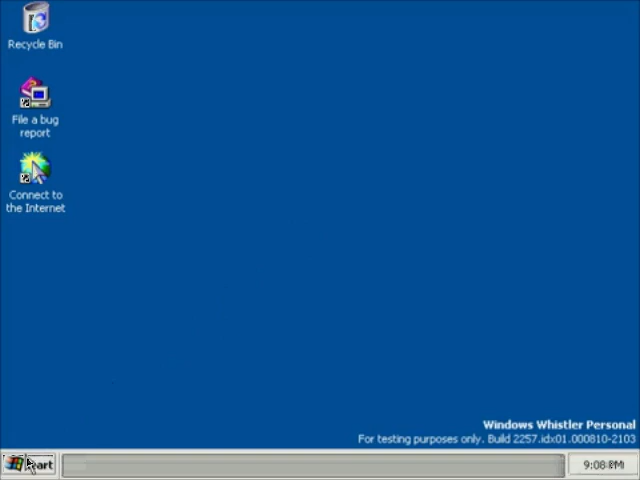 Recycle Bin
File a bug
report
Connect to
the Internet
Windows Whistler Personal
For testing purposes only. Build 2257.idx01.000810-2103
9:08 PM